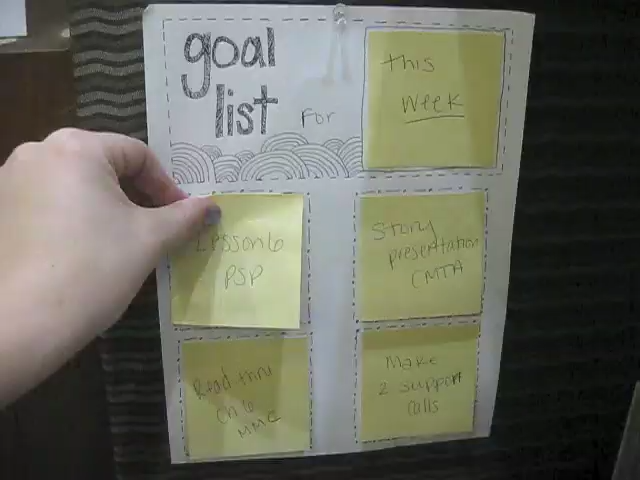 goal
list
For
this
week
Lesson 6
PSP
Story
presentation
CMTA
Read thru
ch 6
MMC
Make
2 support
calls